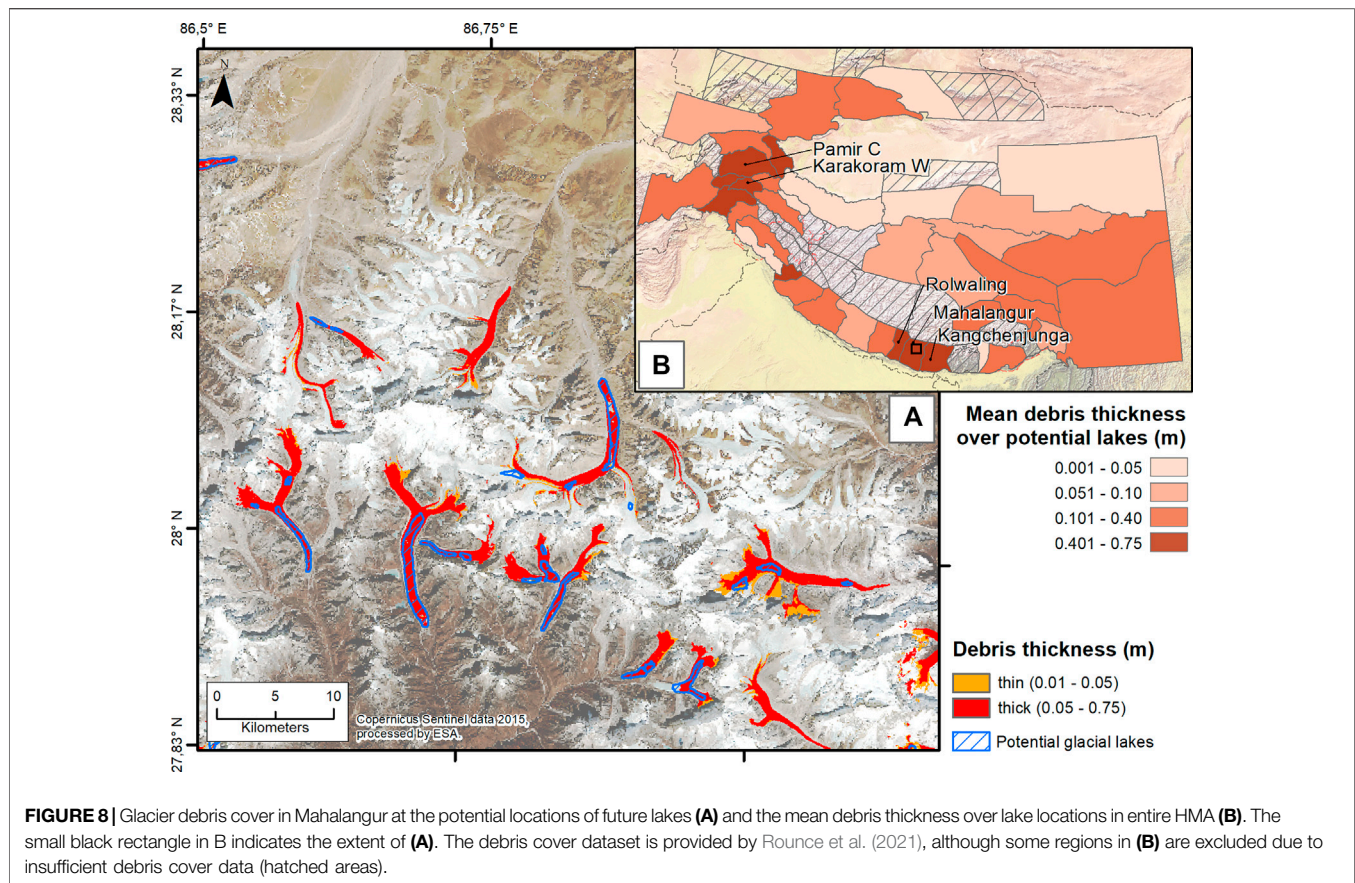 86,5° E
86,75° E
N
28,33° N
28,17° N
28° N
27,83° N
Pamir C
Karakoram W
Rolwaling
Mahalangur
Kangchenjunga
B
A
Mean debris thickness
over potential lakes (m)
0.001 - 0.05
0.051 - 0.10
0.101 - 0.40
0.401 - 0.75
Debris thickness (m)
thin (0.01 - 0.05)
thick (0.05 - 0.75)
Potential glacial lakes
0 5 10
Kilometers
Copernicus Sentinel data 2015,
processed by ESA.
FIGURE 8 | Glacier debris cover in Mahalangur at the potential locations of future lakes (A) and the mean debris thickness over lake locations in entire HMA (B). The
small black rectangle in B indicates the extent of (A). The debris cover dataset is provided by Rounce et al. (2021), although some regions in (B) are excluded due to
insufficient debris cover data (hatched areas).